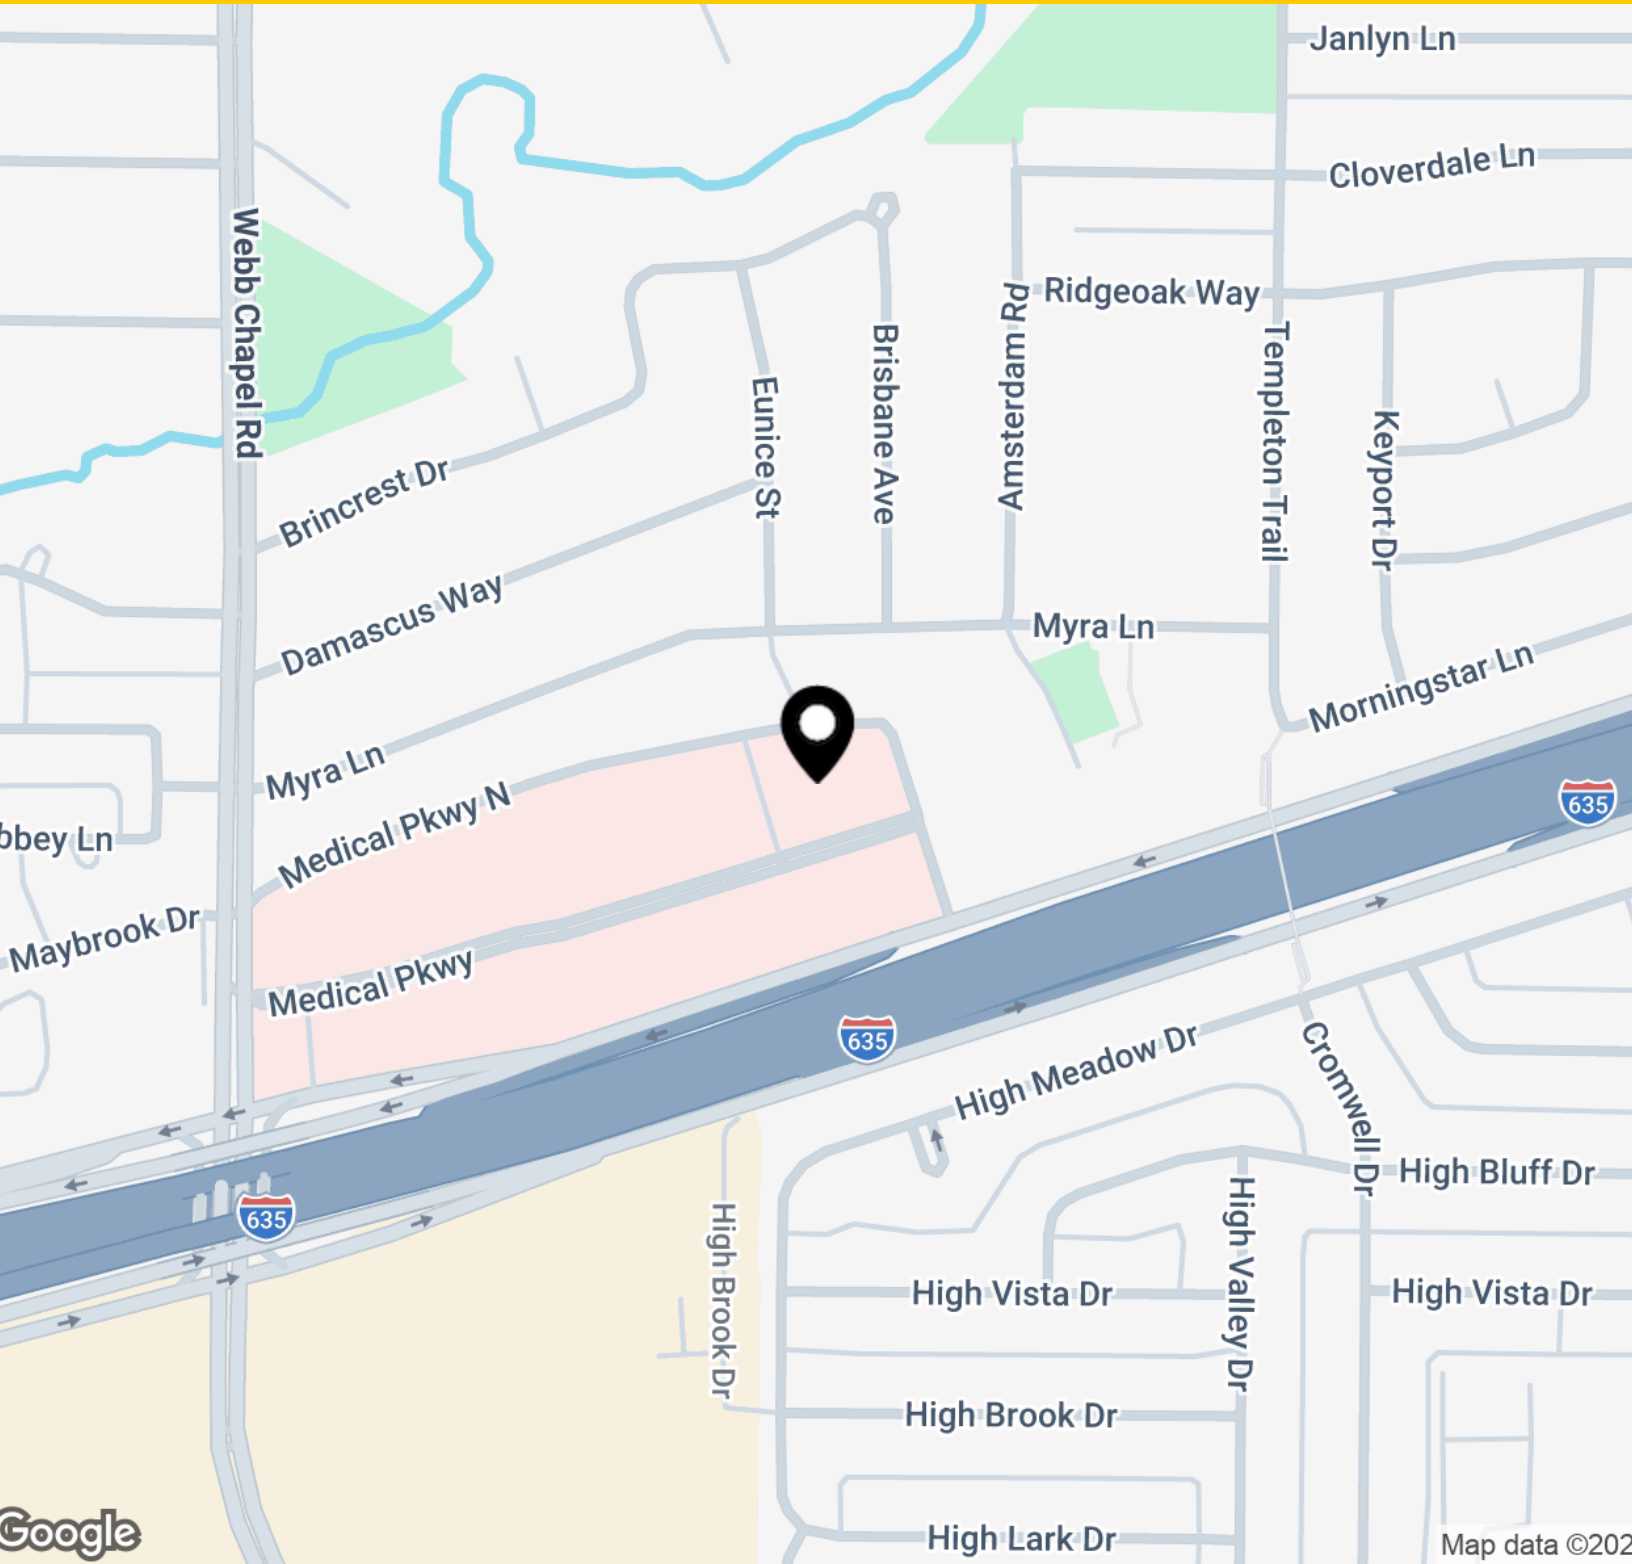 Janlyn Ln
Cloverdale Ln
Webb Chapel Rd
Ridgeoak Way
Amsterdam Rd
Brisbane Ave
Templeton Trail
Eunice St
Keyport Dr
Brincrest Dr
Damascus Way
Myra Ln
Morningstar Ln
Myra Ln
Medical Pkwy N
635
bbey Ln
Maybrook Dr
Medical Pkwy
635
High Meadow Dr
Cromwell Dr
High Bluff Dr
635
High Brook Dr
High Valley Dr
High Vista Dr
High Vista Dr
High Brook Dr
High Lark Dr
Google
Map data ©202